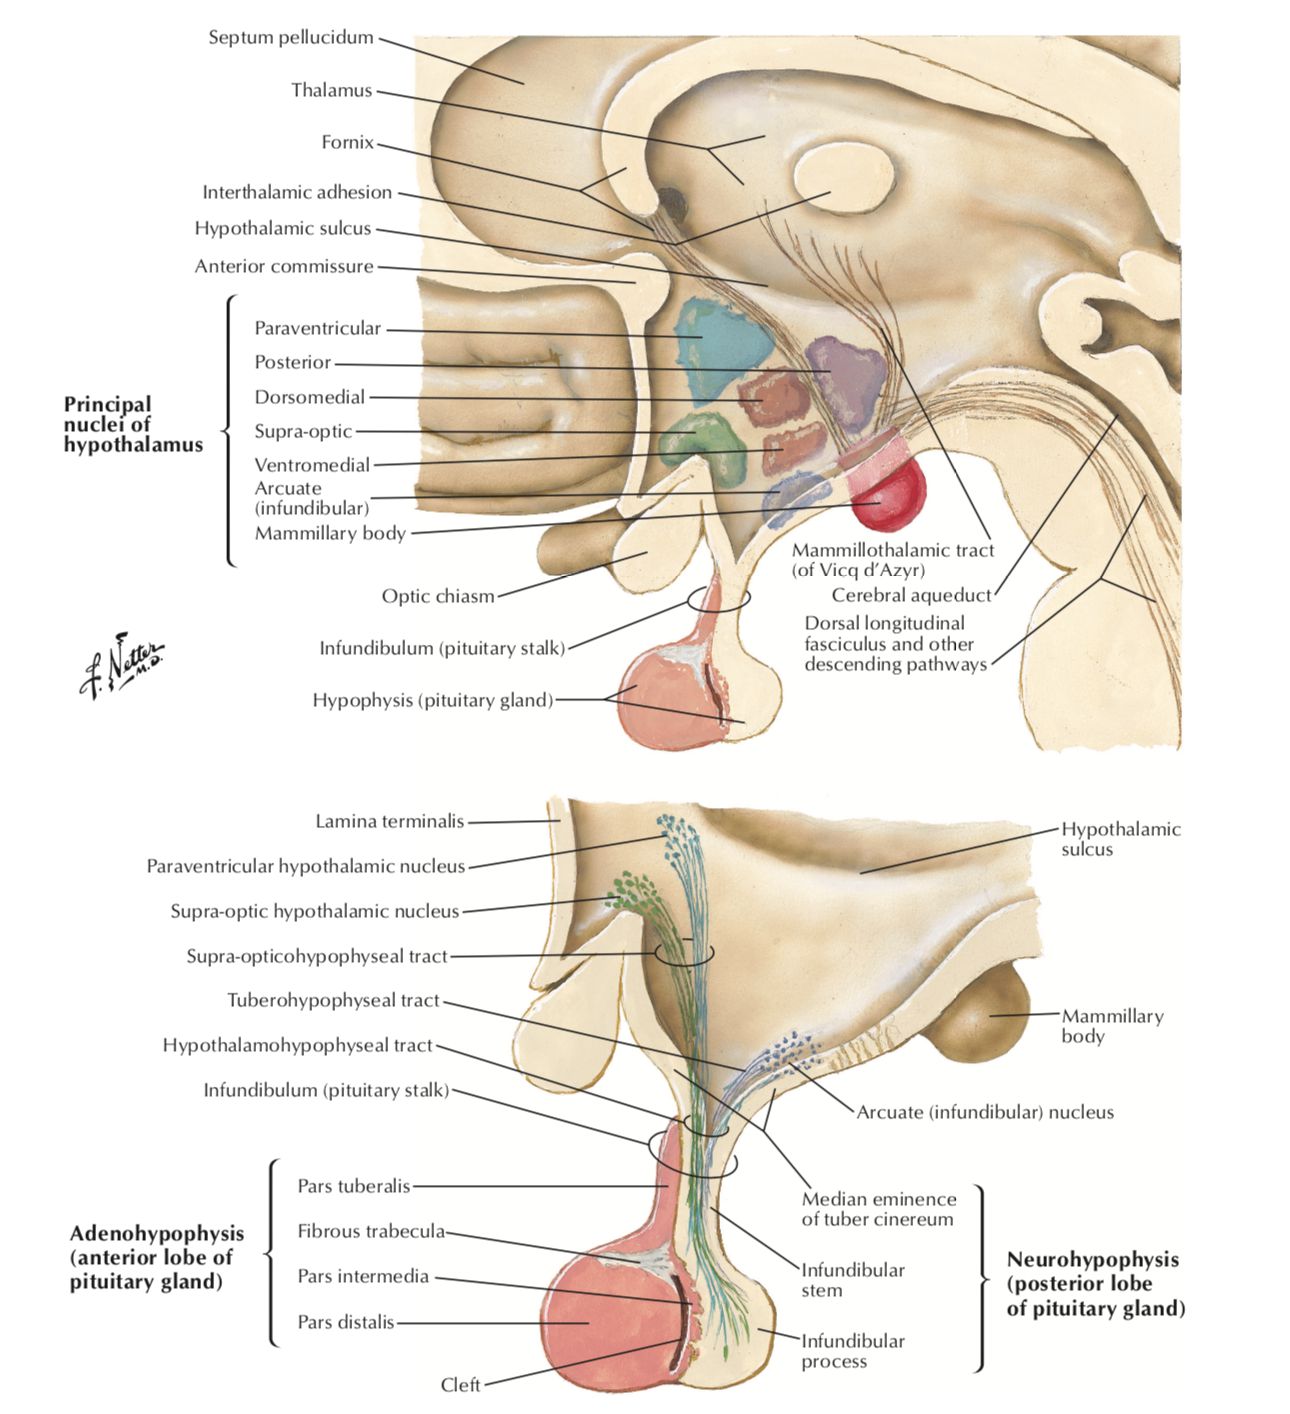 Septum pellucidum
Thalamus
Fornix
Interthalamic adhesion
Hypothalamic sulcus
Anterior commissure
Principal
nuclei of
hypothalamus
Paraventricular
Posterior
Dorsomedial
Supra-optic
Ventromedial
Arcuate
(infundibular)
Mammillary body
Optic chiasm
Infundibulum (pituitary stalk)
Hypophysis (pituitary gland)
Mammillothalamic tract
(of Vicq d’Azyr)
Cerebral aqueduct
Dorsal longitudinal
fasciculus and other
descending pathways
F. Netter
M.D.
Lamina terminalis
Paraventricular hypothalamic nucleus
Supra-optic hypothalamic nucleus
Supra-opticohypophyseal tract
Tuberohypophyseal tract
Hypothalamohypophyseal tract
Infundibulum (pituitary stalk)
Adenohypophysis
(anterior lobe of
pituitary gland)
Pars tuberalis
Fibrous trabecula
Pars intermedia
Pars distalis
Cleft
Hypothalamic
sulcus
Mammillary
body
Arcuate (infundibular) nucleus
Median eminence
of tuber cinereum
Infundibular
stem
Infundibular
process
Neurohypophysis
(posterior lobe
of pituitary gland)